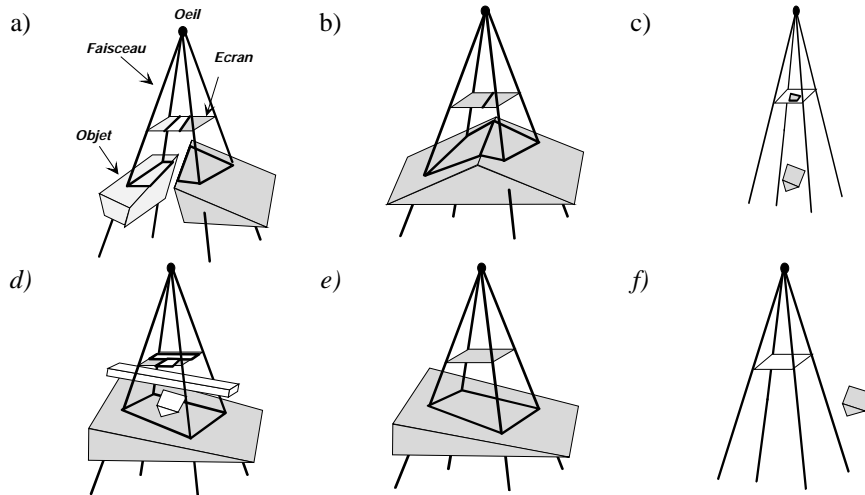 a)
Oeil
Faisceau
Ecran
Objet
b)
c)
d)
e)
f)